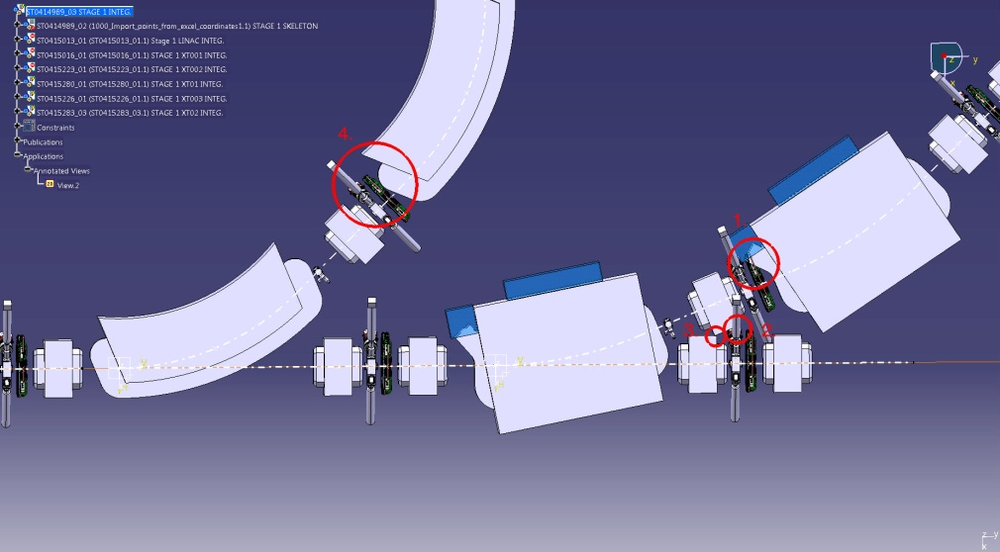 ST0414989_03 STAGE 1 INTEG.
ST0414989_02 (1000_Import_points_from_excel_coordinates1.1) STAGE 1 SKELETON
ST0415013_01 (ST0415013_01.1) Stage 1 LINAC INTEG.
ST0415016_01 (ST0415016_01.1) STAGE 1 XT001 INTEG.
ST0415223_01 (ST0415223_01.1) STAGE 1 XT002 INTEG.
ST0415280_01 (ST0415280_01.1) STAGE 1 XT01 INTEG.
ST0415226_01 (ST0415226_01.1) STAGE 1 XT003 INTEG.
ST0415283_03 (ST0415283_03.1) STAGE 1 XT02 INTEG.
Constraints
Publications
Applications
Annotated Views
View.2
4.
z y
x
1.
3. 2.
y y
z y
x